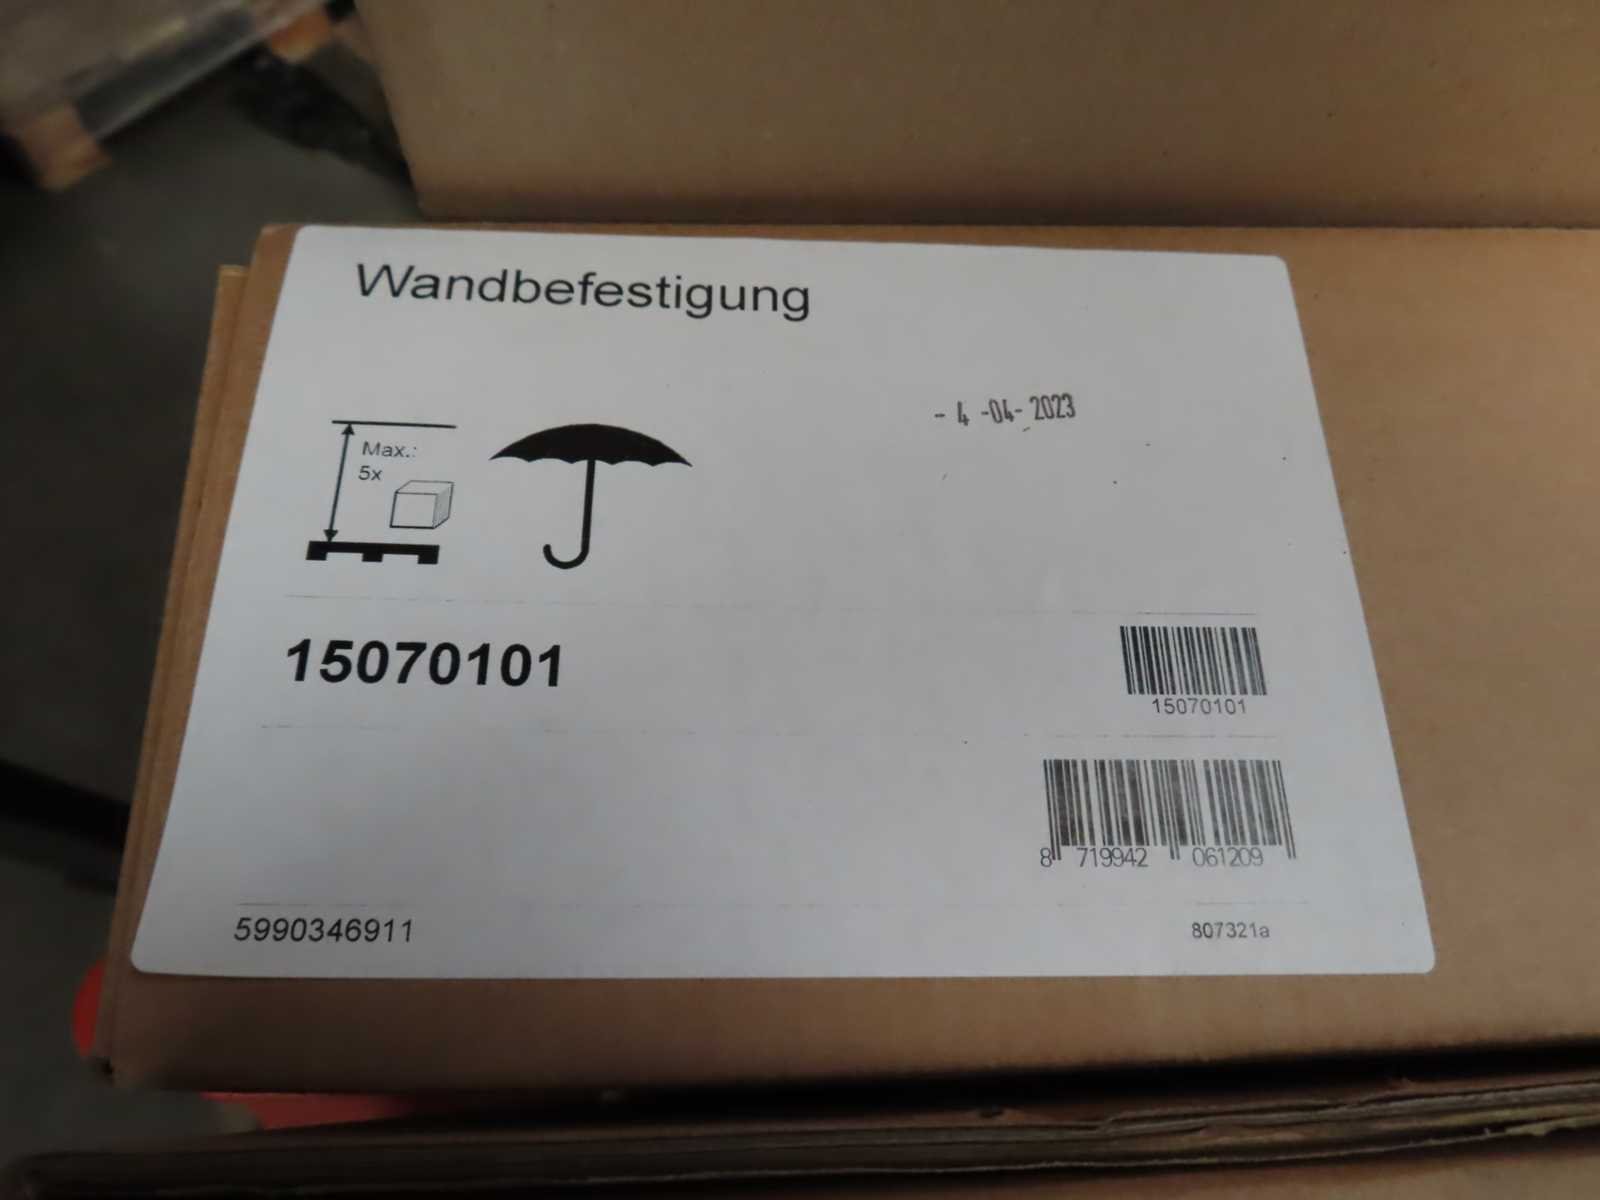 Wandbefestigung
- 4 -04- 2023
Max.:
5x
15070101
15070101
8 719942 061209
5990346911
807321a